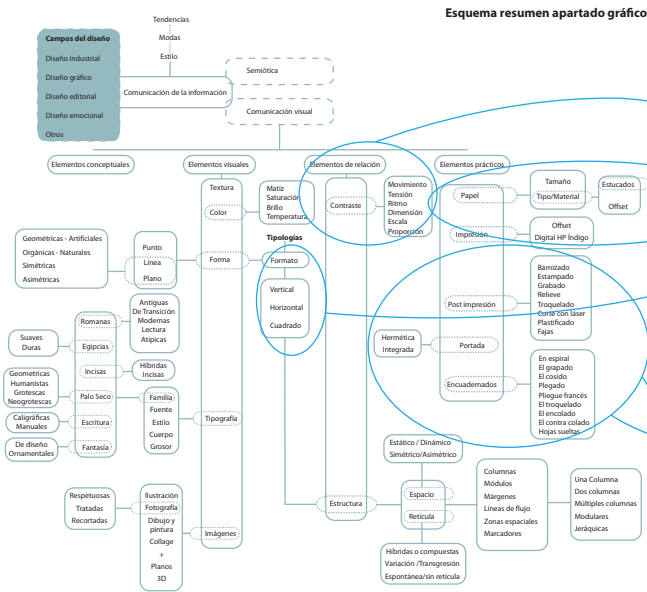 Esquema resumen apartado gráfico
Tendencias
Modas
Estilo
Campos del diseño
Diseño Industrial
Diseño gráfico
Diseño editorial
Diseño emocional
Otros
Comunicación de la información
Semiótica
Comunicación visual
Elementos conceptuales
Elementos visuales
Elementos de relación
Elementos prácticos
Textura
Color
Forma
Tipografía
Imágenes
Matiz
Saturación
Brillo
Temperatura
Tipologías
Formato
Vertical
Horizontal
Cuadrado
Contraste
Estructura
Movimiento
Tensión
Ritmo
Dimensión
Escala
Proporción
Papel
Impresión
Post impresión
Portada
Encuadernados
Tamaño
Tipo/Material
Estucados
Offset
Offset
Digital HP Índigo
Barnizado
Estampado
Grabado
Relieve
Troquelado
Corte con láser
Plastificado
Fajas
Hermética
Integrada
En espiral
El grapado
El cosido
Plegado
Pliegue francés
El troquelado
El encolado
El contra colado
Hojas sueltas
Geométricas - Artificiales
Orgánicas - Naturales
Simétricas
Asimétricas
Punto
Línea
Plano
Romanas
Egipcias
Incisas
Palo Seco
Escritura
Fantasía
Antiguas
De Transición
Modernas
Lectura
Atípicas
Suaves
Duras
Híbridas
Incisas
Geometricas
Humanistas
Grotescas
Neogrotescas
Caligráficas
Manuales
De diseño
Ornamentales
Familia
Fuente
Estilo
Cuerpo
Grosor
Respetuosas
Tratadas
Recortadas
Ilustración
Fotografía
Dibujo y
pintura
Collage
+
Planos
3D
Estático / Dinámico
Simétrico/Asimétrico
Espacio
Retícula
Híbridas o compuestas
Variación /Transgresión
Espontánea/sin retícula
Columnas
Módulos
Márgenes
Líneas de flujo
Zonas espaciales
Marcadores
Una Columna
Dos columnas
Múltiples columnas
Modulares
Jeráquicas